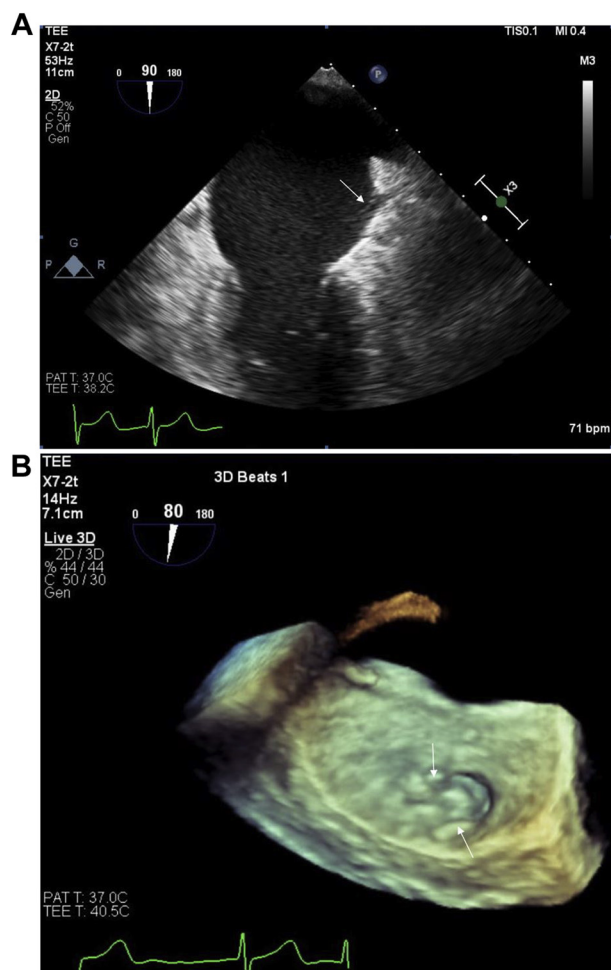 A
TEE
X7-2t
53Hz
11cm
2D
52%
C 50
P Off
Gen
0 90 180
P
TIS0.1 MI 0.4
M3
X3
G
P R
PAT T: 37.0C
TEE T: 38.2C
71 bpm
B
TEE
X7-2t
14Hz
7.1cm
Live 3D
2D / 3D
% 44 / 44
C 50 / 30
Gen
3D Beats 1
0 80 180
PAT T: 37.0C
TEE T: 40.5C